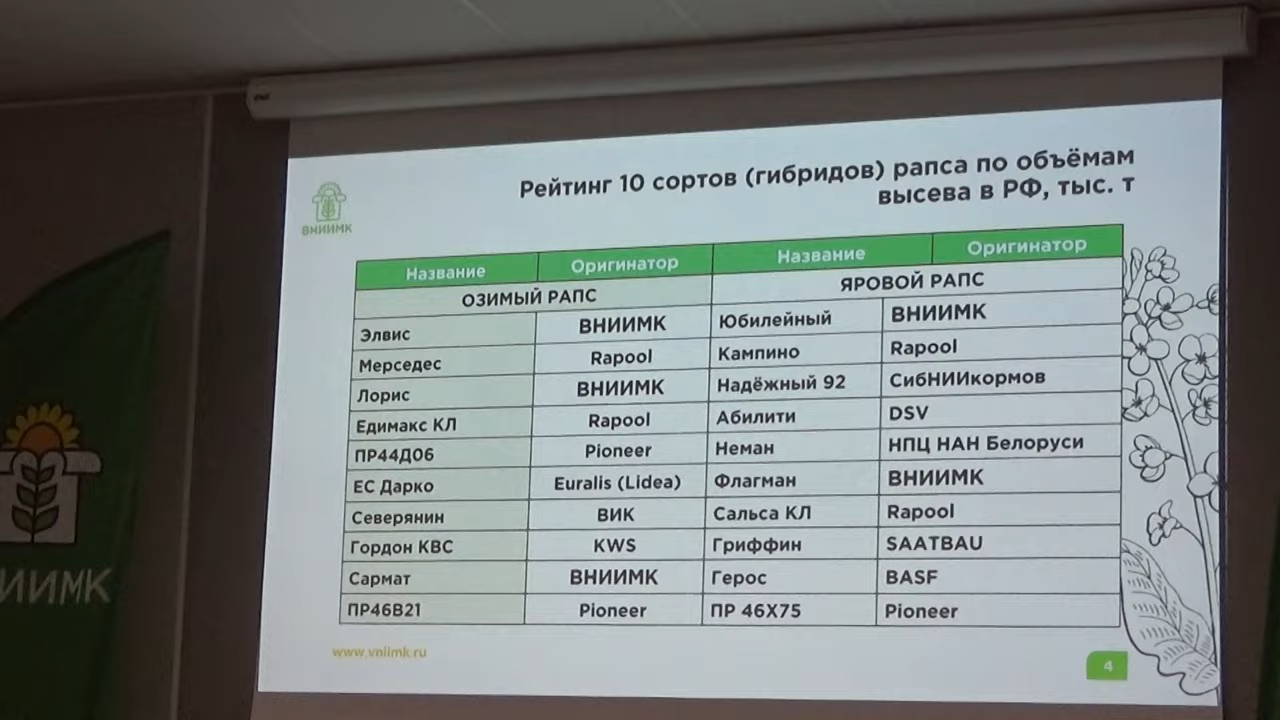 Рейтинг 10 сортов (гибридов) рапса по объёмам
высева в РФ, тыс. т
ВНИИМК
Название Оригинатор Название Оригинатор
ОЗИМЫЙ РАПС ЯРОВОЙ РАПС
Элвис ВНИИМК Юбилейный ВНИИМК
Мерседес Rapool Кампино Rapool
Лорис ВНИИМК Надёжный 92 СибНИИкормов
Едимакс КЛ Rapool Абилити DSV
ПР44Д06 Pioneer Неман НПЦ НАН Белоруси
ЕС Дарко Euralis (Lidea) Флагман ВНИИМК
Северянин ВИК Сальса КЛ Rapool
Гордон КВС KWS Гриффин SAATBAU
Сармат ВНИИМК Герос BASF
ПР46В21 Pioneer ПР 46Х75 Pioneer
www.vniimk.ru
4
НИИМК